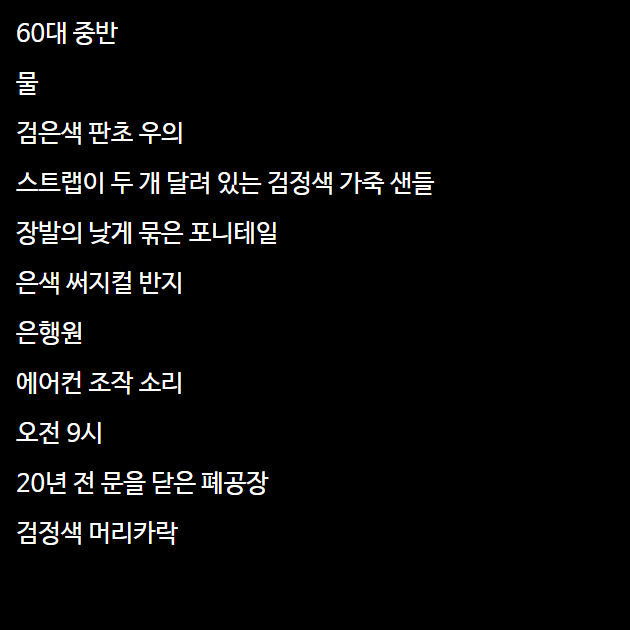 60대 중반
물
검은색 판초 우의
스트랩이 두 개 달려 있는 검정색 가죽 샌들
장발의 낮게 묶은 포니테일
은색 써지컬 반지
은행원
에어컨 조작 소리
오전 9시
20년 전 문을 닫은 폐공장
검정색 머리카락